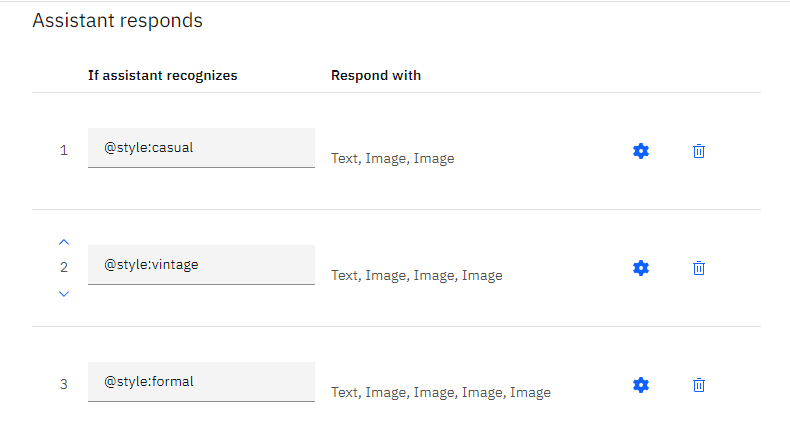 Assistant responds
If assistant recognizes Respond with
1 @style:casual Text, Image, Image
2 @style:vintage Text, Image, Image, Image
3 @style:formal Text, Image, Image, Image, Image